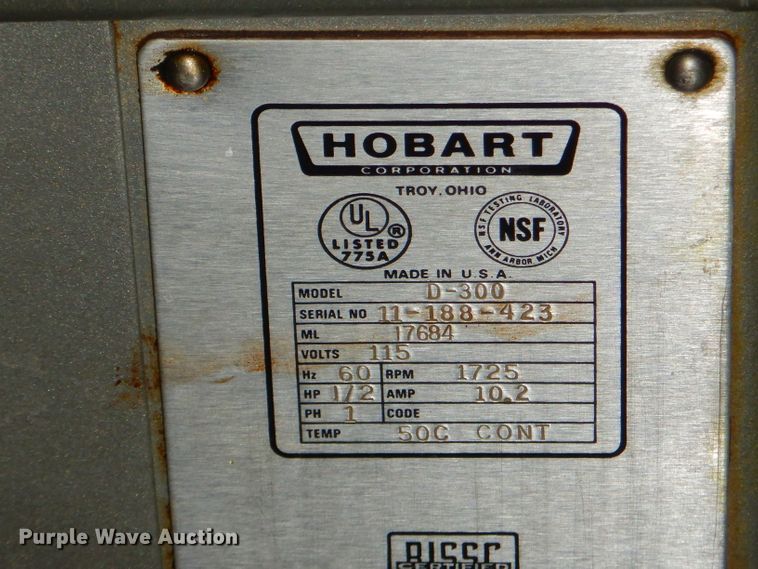 HOBART
CORPORATION
TROY, OHIO
UL ®
LISTED
775A
NSF TESTING LABORATORY
NSF
ANN ARBOR MICH
MADE IN U.S.A.
MODEL D-300
SERIAL NO 11-188-423
ML 17684
VOLTS 115
Hz 60 RPM 1725
HP 1/2 AMP 10.2
PH 1 CODE
TEMP 50C CONT
BISSC
CERTIFIED
Purple Wave Auction